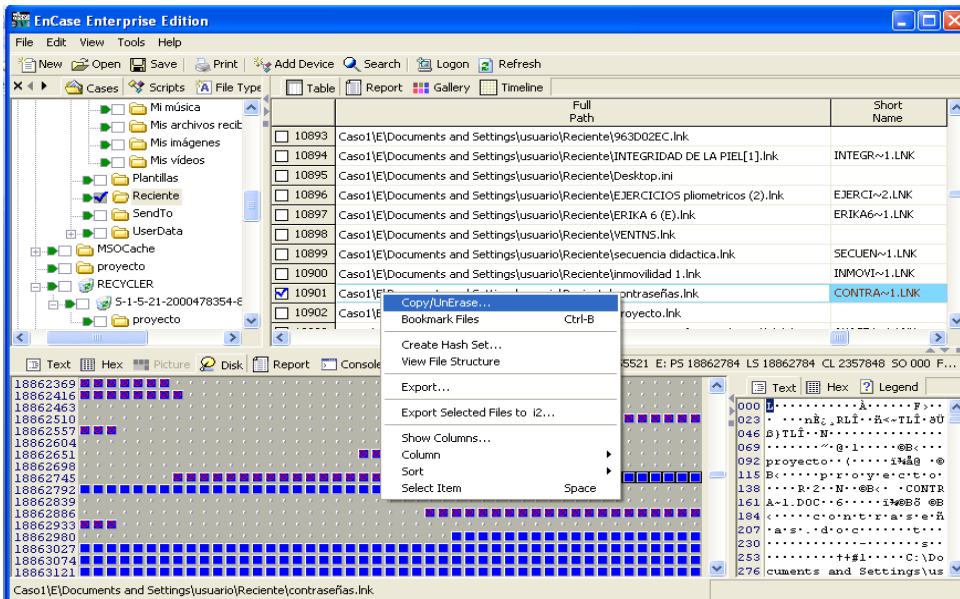 EnCase Enterprise Edition
File Edit View Tools Help
New Open Save Print Add Device Search Logon Refresh
Cases Scripts File Type
Table Report Gallery Timeline
Mi música
Mis archivos recib
Mis imágenes
Mis vídeos
Plantillas
Reciente
SendTo
UserData
MSOCache
proyecto
RECYCLER
S-1-5-21-2000478354-8
proyecto
Full Path Short Name
10893 Caso1\E\Documents and Settings\usuario\Reciente\963D02EC.lnk
10894 Caso1\E\Documents and Settings\usuario\Reciente\INTEGRIDAD DE LA PIEL[1].lnk INTEGR~1.LNK
10895 Caso1\E\Documents and Settings\usuario\Reciente\Desktop.ini
10896 Caso1\E\Documents and Settings\usuario\Reciente\EJERCICIOS pliometricos (2).lnk EJERCI~2.LNK
10897 Caso1\E\Documents and Settings\usuario\Reciente\ERIKA 6 (E).lnk ERIKA6~1.LNK
10898 Caso1\E\Documents and Settings\usuario\Reciente\VENTNS.lnk
10899 Caso1\E\Documents and Settings\usuario\Reciente\secuencia didactica.lnk SECUEN~1.LNK
10900 Caso1\E\Documents and Settings\usuario\Reciente\inmovilidad 1.lnk INMOVI~1.LNK
10901 ontraseñas.lnk CONTRA~1.LNK
10902 Caso1\E royecto.lnk
Copy/UnErase...
Bookmark Files Ctrl-B
Create Hash Set...
View File Structure
Export...
Export Selected Files to i2...
Show Columns...
Column
Sort
Select Item Space
Text Hex Picture Disk Report Console
55521 E: PS 18862784 LS 18862784 CL 2357848 SO 000 F...
18862369
18862416
18862463
18862510
18862557
18862604
18862651
18862698
18862745
18862792
18862839
18862886
18862933
18862980
18863027
18863074
18863121
Text Hex Legend
000
023
046
069
092 proyecto
115 p·r·o·y·e·c·t·o
138 CONTR
161 A~1.DOC
184 c·o·n·t·r·a·s·e·ñ
207 ·a·s·.·d·o·c
230
253 C:\Do
276 cuments and Settings\us
Caso1\E\Documents and Settings\usuario\Reciente\contraseñas.lnk